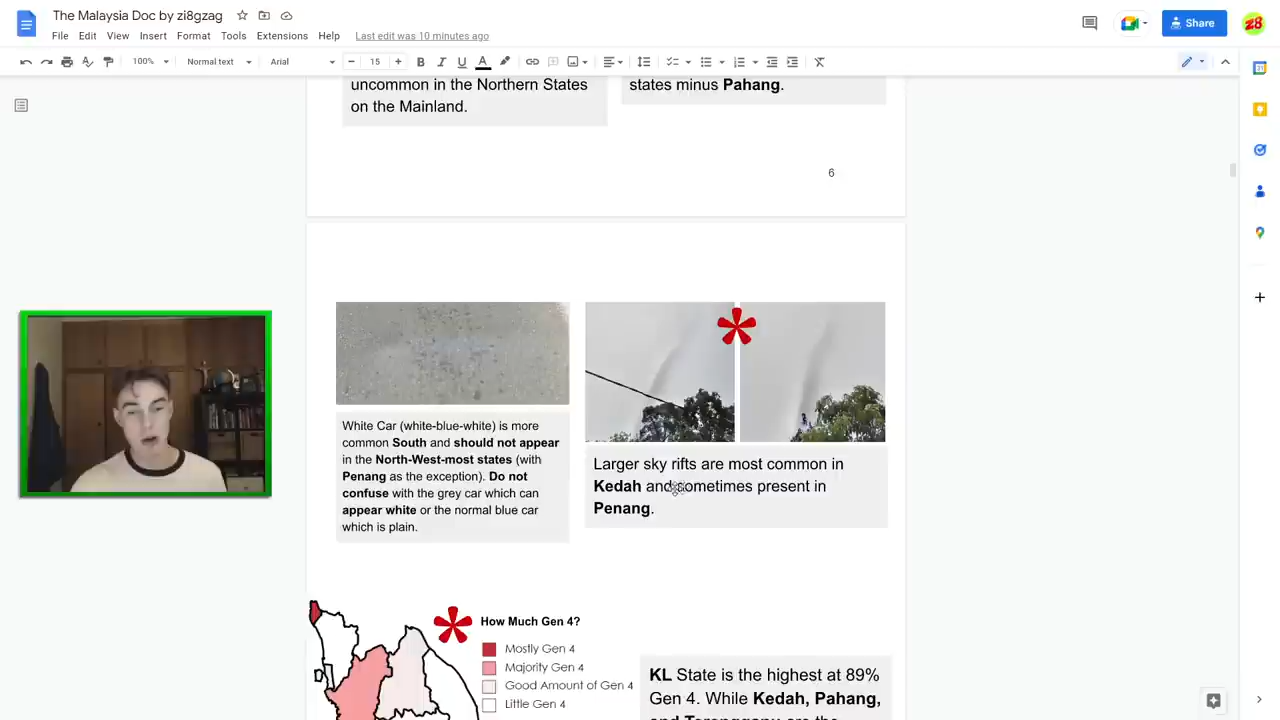 The Malaysia Doc by zi8gzag
File Edit View Insert Format Tools Extensions Help Last edit was 10 minutes ago
Share
Z8
100% Normal text Arial 15
uncommon in the Northern States
on the Mainland.
states minus Pahang.
6
White Car (white-blue-white) is more
common South and should not appear
in the North-West-most states (with
Penang as the exception). Do not
confuse with the grey car which can
appear white or the normal blue car
which is plain.
Larger sky rifts are most common in
Kedah and sometimes present in
Penang.
How Much Gen 4?
Mostly Gen 4
Majority Gen 4
Good Amount of Gen 4
Little Gen 4
KL State is the highest at 89%
Gen 4. While Kedah, Pahang,
and Terengganu are the